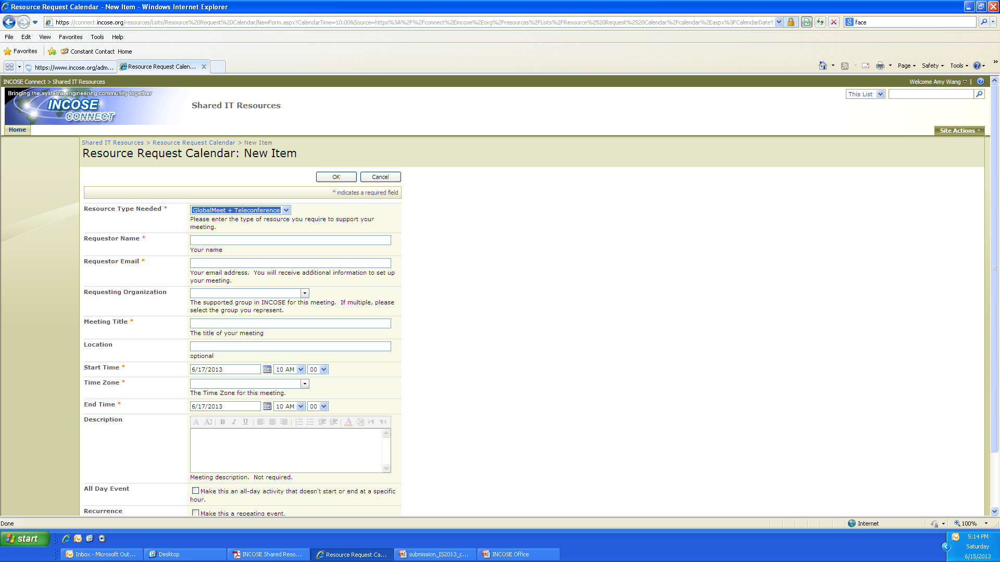 Resource Request Calendar - New Item - Windows Internet Explorer
https://connect.incose.org/resources/Lists/Resource%20Request%20Calendar/NewForm.aspx?CalendarTime=10:00&Source=https%3A%2F%2Fconnect%2Eincose%2Eorg%2Fresources%2FLists%2FResource%2520Request%2520Calendar%2Fcalendar%2Easpx%3FCalendarDate% face
File Edit View Favorites Tools Help
Favorites Constant Contact Home
https://www.incose.org/adm... Resource Request Calen... Page Safety Tools »
INCOSE Connect > Shared IT Resources Welcome Amy Wang |
Bringing the systems engineering community together
INCOSE
CONNECT
Shared IT Resources
This List
Home Site Actions
Shared IT Resources > Resource Request Calendar > New Item
Resource Request Calendar: New Item
OK Cancel
* indicates a required field
Resource Type Needed * GlobalMeet + Teleconference
Please enter the type of resource you require to support your
meeting.
Requestor Name *
Your name
Requestor Email *
Your email address. You will receive additional information to set up
your meeting.
Requesting Organization
The supported group in INCOSE for this meeting. If multiple, please
select the group you represent.
Meeting Title *
The title of your meeting
Location
optional
Start Time * 6/17/2013 10 AM 00
Time Zone *
The Time Zone for this meeting.
End Time * 6/17/2013 10 AM 00
Description
A A B I U A
Meeting description. Not required.
All Day Event Make this an all-day activity that doesn't start or end at a specific
hour.
Recurrence Make this a repeating event.
Done Internet 100%
start 5:14 PM
Saturday
6/15/2013
Inbox - Microsoft Out... Desktop INCOSE Shared Reso... Resource Request Ca... submission_IS2013_c... INCOSE Office